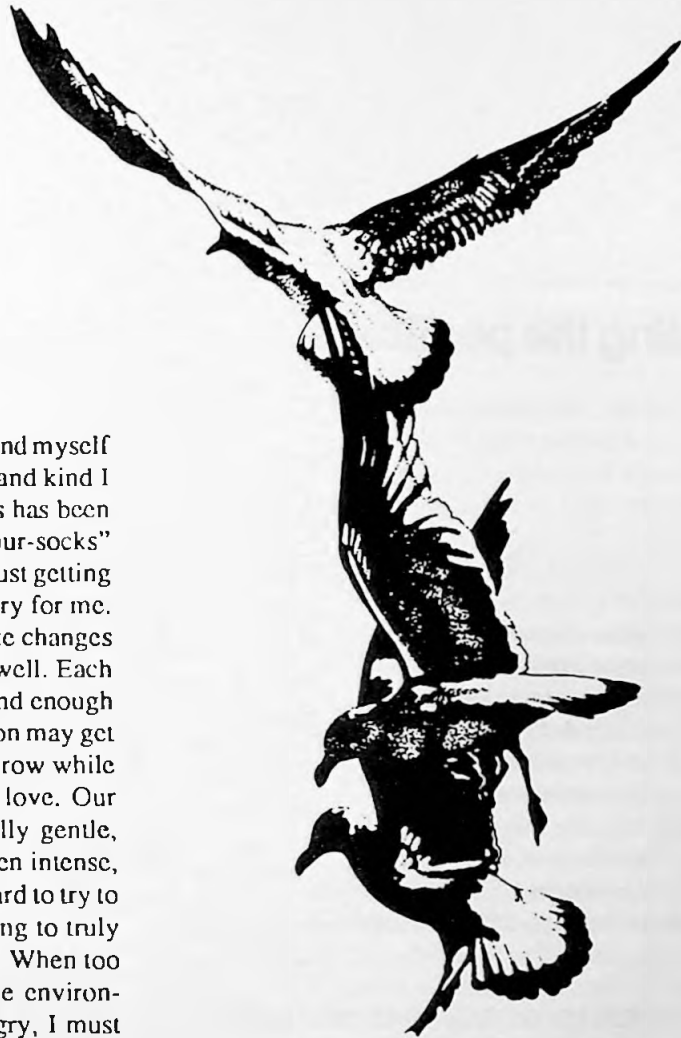 ling the p
nd myself
and kind I
s has been
ur-socks"
ust getting
ry for me.
e changes
well. Each
nd enough
on may get
row while
love. Our
lly gentle,
en intense,
ard to try to
ng to truly
When too
e environ-
gry, I must